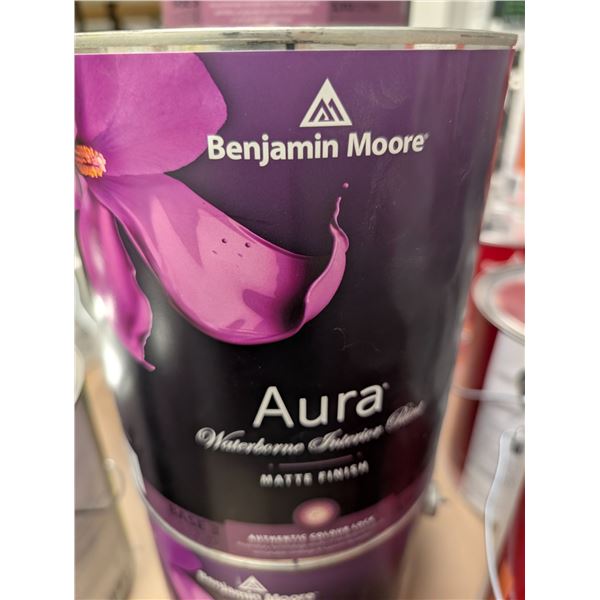 Benjamin Moore®
Aura®
Waterborne Interior Paint
MATTE FINISH
BASE
AUTHENTIC COLOUR LOCK
Benjamin Moore